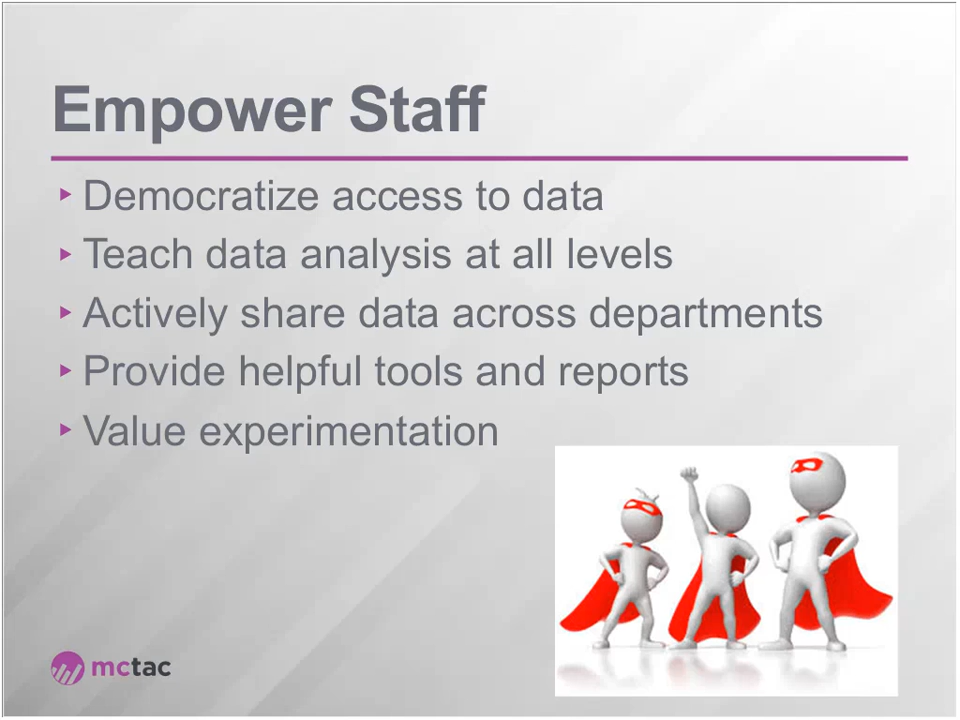 Empower Staff
‣ Democratize access to data
‣ Teach data analysis at all levels
‣ Actively share data across departments
‣ Provide helpful tools and reports
‣ Value experimentation
mctac